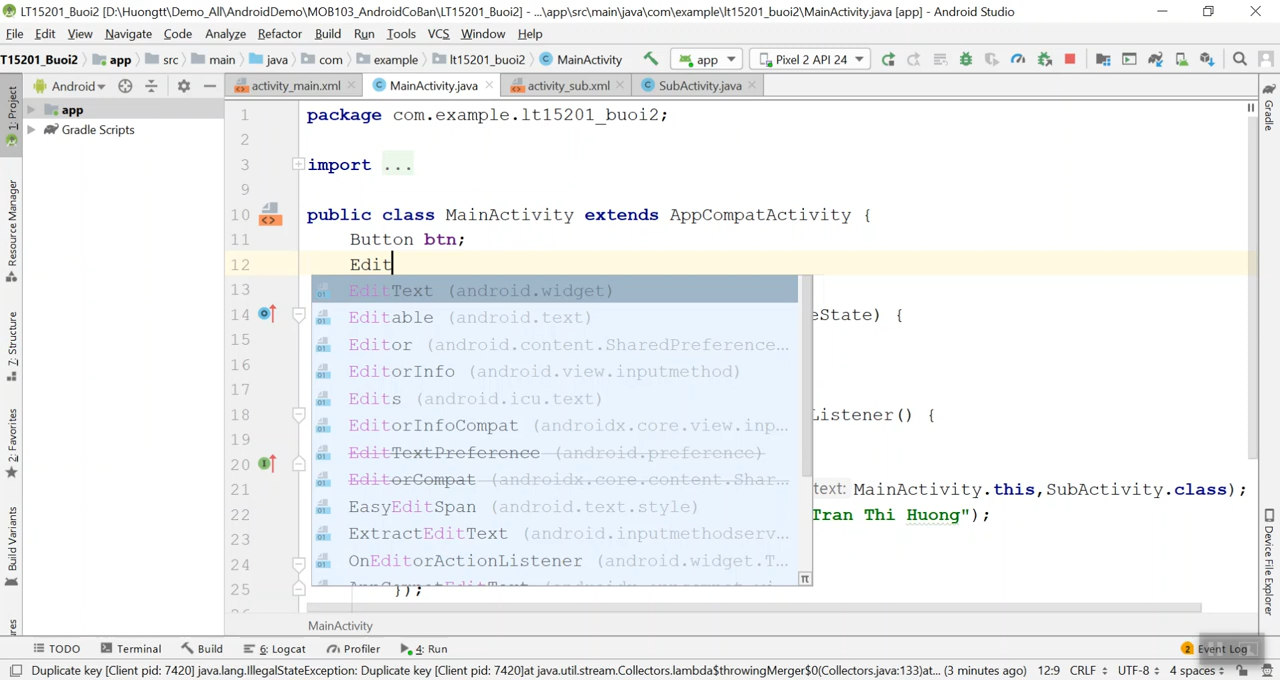 LT15201_Buoi2 [D:\Huongtt\Demo_All\AndroidDemo\MOB103_AndroidCoBan\LT15201_Buoi2] - ...\app\src\main\java\com\example\lt15201_buoi2\MainActivity.java [app] - Android Studio
File Edit View Navigate Code Analyze Refactor Build Run Tools VCS Window Help
T15201_Buoi2 app src main java com example lt15201_buoi2 MainActivity app Pixel 2 API 24
1: Project
Android
activity_main.xml MainActivity.java activity_sub.xml SubActivity.java
Gradle
app
Gradle Scripts
Resource Manager
7: Structure
2: Favorites
Build Variants
Device File Explorer
1 package com.example.lt15201_buoi2;
2
3 import ...
9
10 public class MainActivity extends AppCompatActivity {
11 Button btn;
12 Edit
13 EditText (android.widget)
Editable (android.text)
14 eState) {
15 Editor (android.content.SharedPreference...
16 EditorInfo (android.view.inputmethod)
17 Edits (android.icu.text)
18 Listener() {
EditorInfoCompat (androidx.core.view.inp...
19
20 EditTextPreference (android.preference)
EditorCompat (androidx.core.content.Shar...
21 text: MainActivity.this,SubActivity.class);
22 EasyEditSpan (android.text.style)
Tran Thi Huong");
23 ExtractEditText (android.inputmethodserv...
24 OnEditorActionListener (android.widget.T...
25 });
MainActivity
TODO Terminal Build 6: Logcat Profiler 4: Run 2 Event Log
Duplicate key [Client pid: 7420] java.lang.IllegalStateException: Duplicate key [Client pid: 7420]at java.util.stream.Collectors.lambda$throwingMerger$0(Collectors.java:133)at... (3 minutes ago) 12:9 CRLF UTF-8 4 spaces